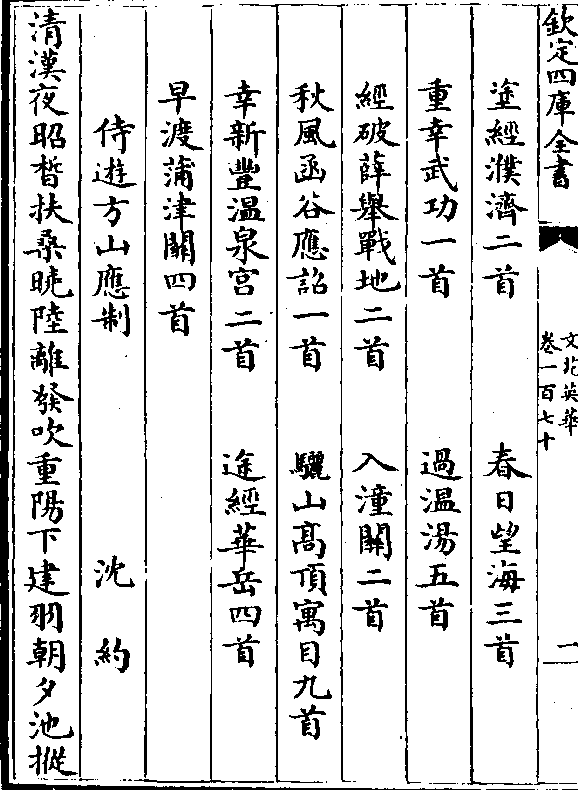 欽定四庫全書
文苑英華
卷一百七十
二
途經濮濟二首　春日望海三首
重幸武功一首　過温湯五首
經破薛舉戰地二首　入潼關二首
秋風函谷應詔一首　驪山髙頂寓目九首
幸新豐温泉宫二首　途經華岳四首
早渡蒲津關四首
侍遊方山應制　沈約
清漢夜昭晳扶桑曉陸離發吹重陽下建羽朝夕池摐